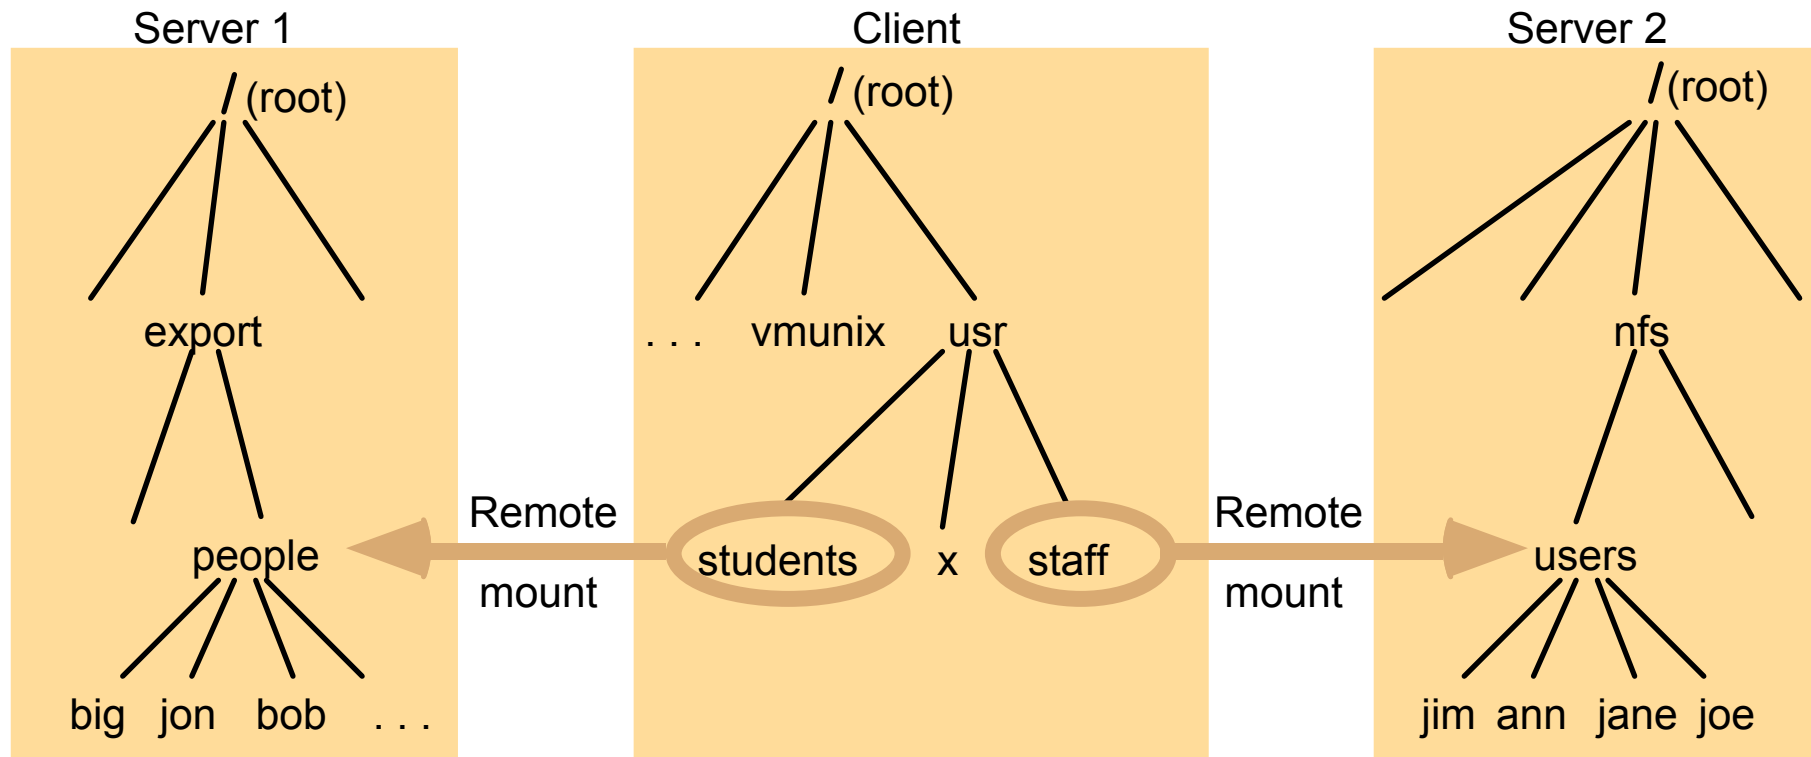 Server 1 Client Server 2
/ (root) / (root) / (root)
export . . . vmunix usr nfs
Remote Remote
people students x staff users
mount mount
big jon bob . . . jim ann jane joe